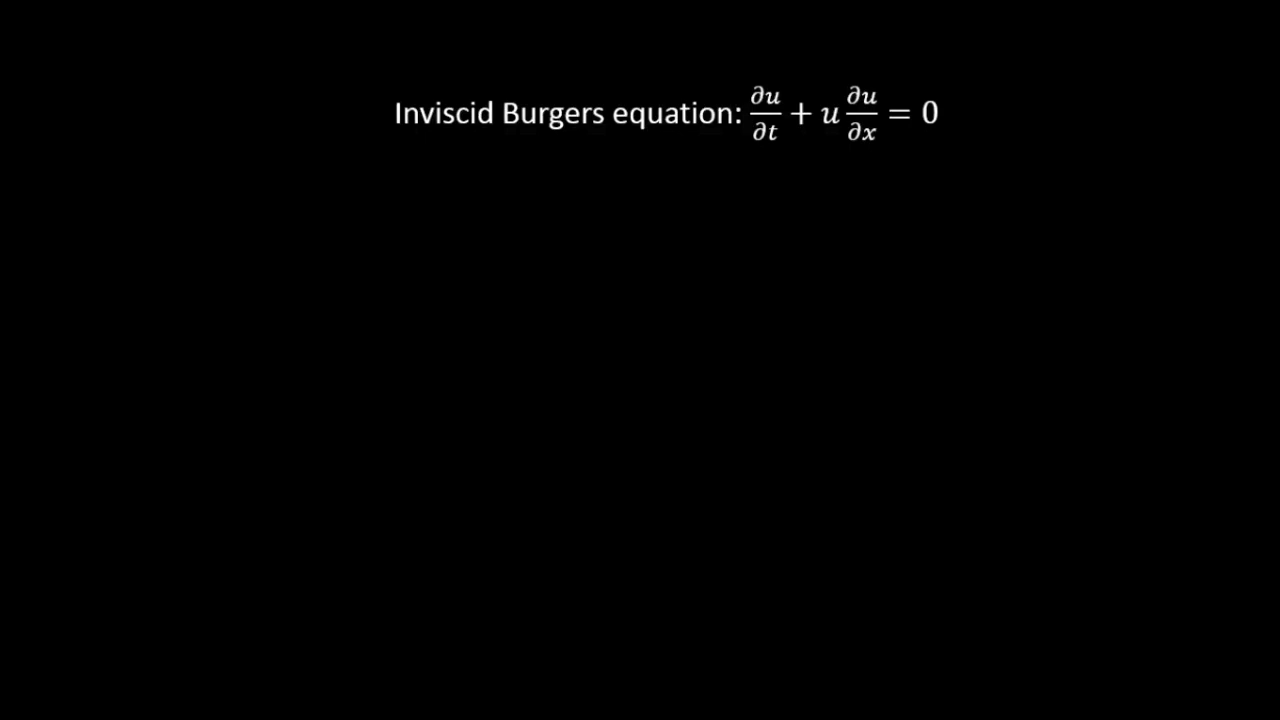 Inviscid Burgers equation: ∂u/∂t + u ∂u/∂x = 0